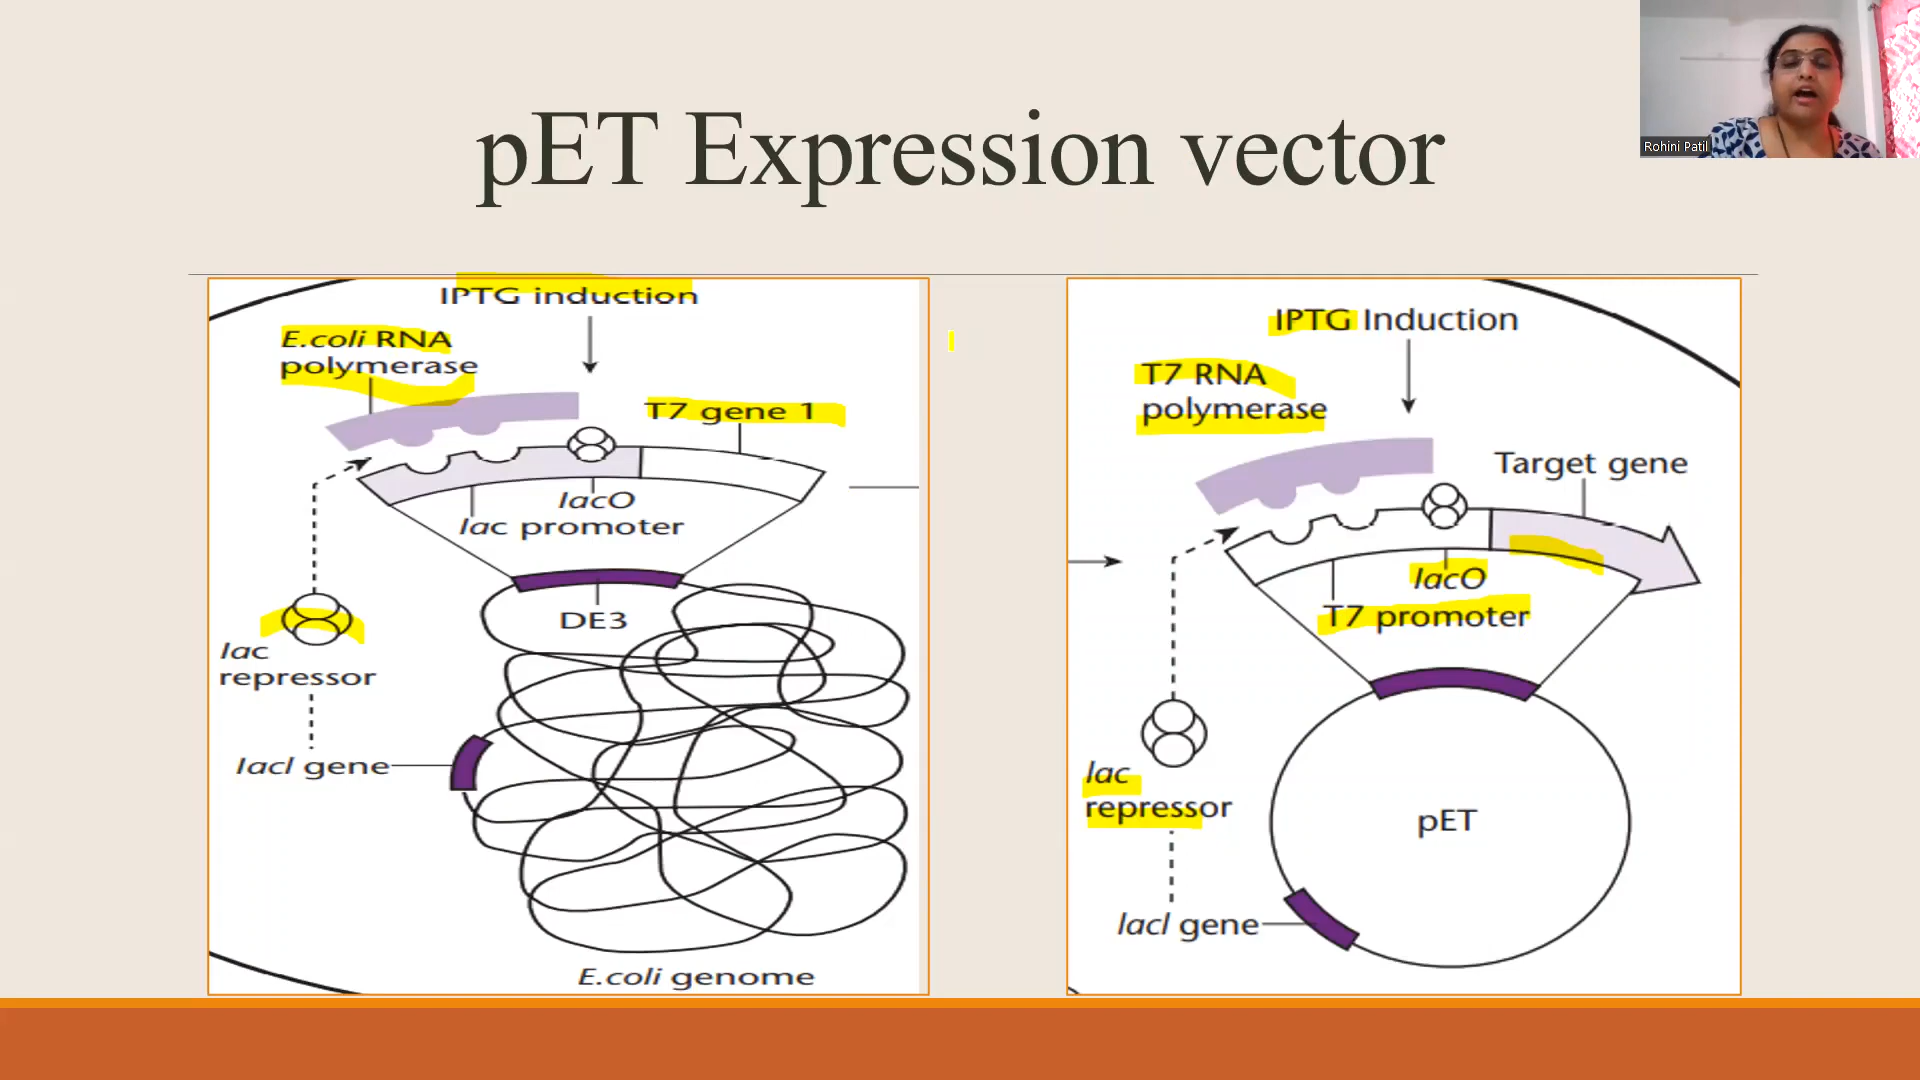 pET Expression vector
Rohini Patil
IPTG induction
E.coli RNA
polymerase
T7 gene 1
lacO
lac promoter
DE3
lac
repressor
lacI gene
E.coli genome
IPTG Induction
T7 RNA
polymerase
Target gene
lacO
T7 promoter
lac
repressor
pET
lacI gene